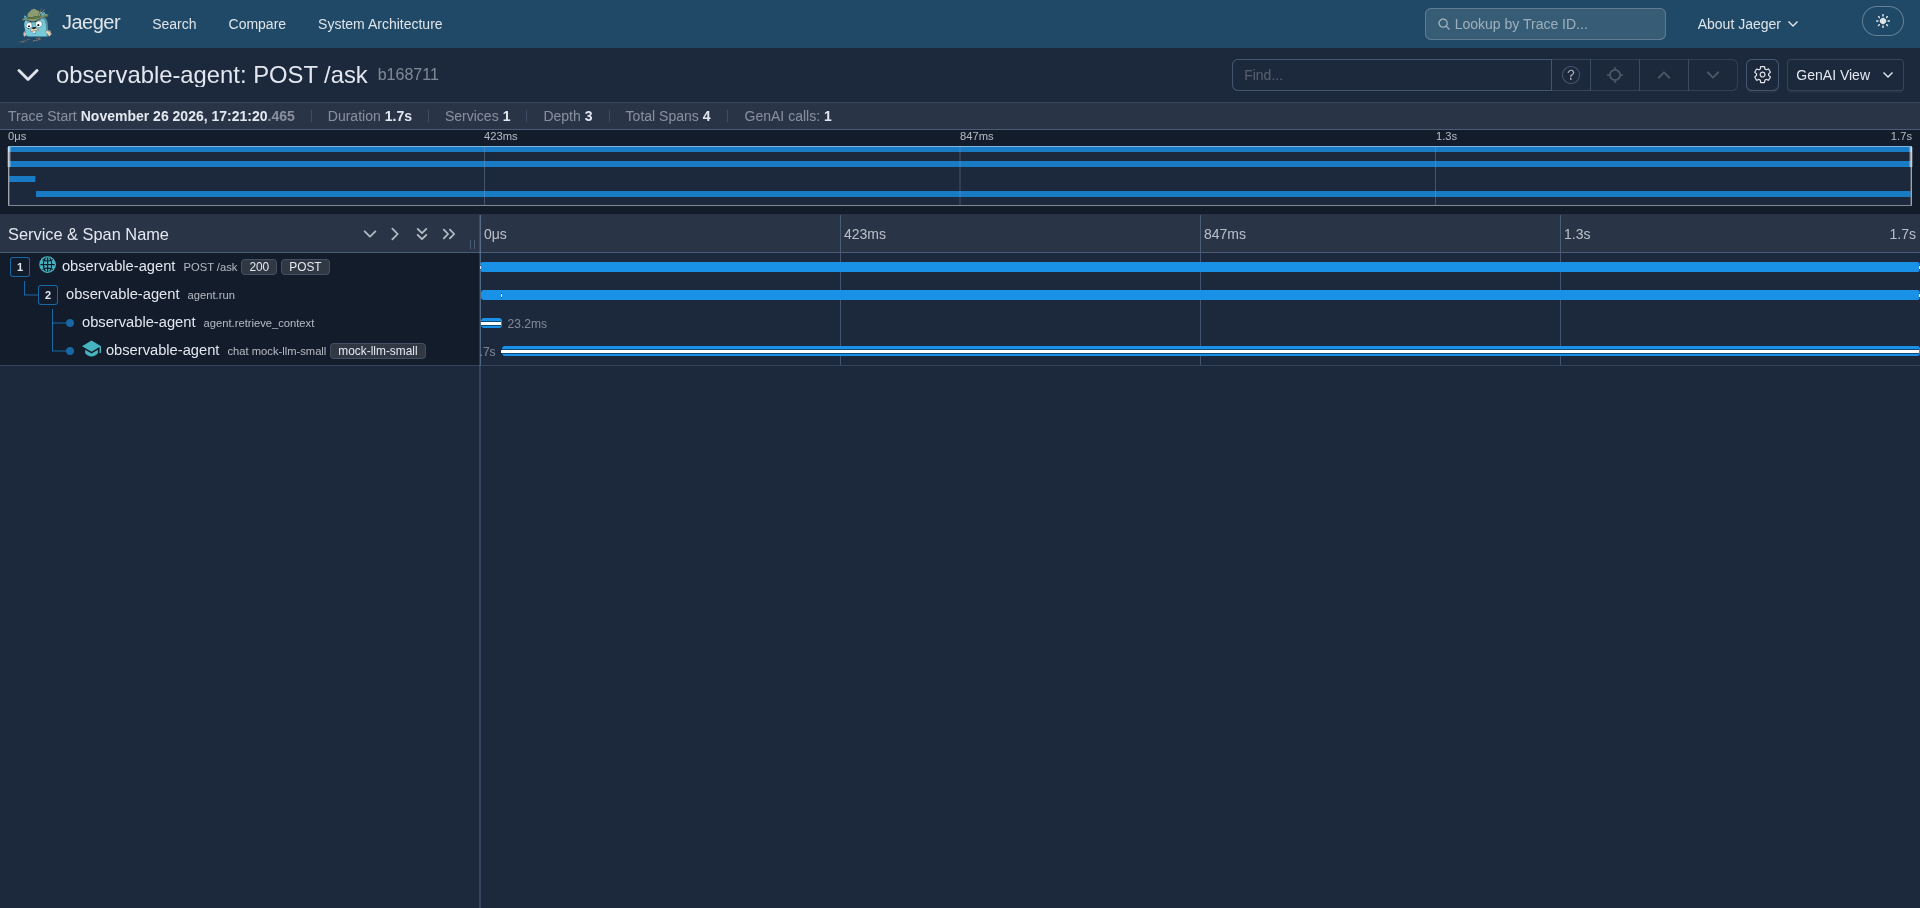 Jaeger Search Compare System Architecture Lookup by Trace ID... About Jaeger
observable-agent: POST /ask b168711 Find... ? GenAI View
Trace Start November 26 2026, 17:21:20.465 Duration 1.7s Services 1 Depth 3 Total Spans 4 GenAI calls: 1
0μs 423ms 847ms 1.3s 1.7s
Service & Span Name 0μs 423ms 847ms 1.3s 1.7s
1 observable-agent POST /ask 200 POST
2 observable-agent agent.run
observable-agent agent.retrieve_context 23.2ms
observable-agent chat mock-llm-small mock-llm-small .7s